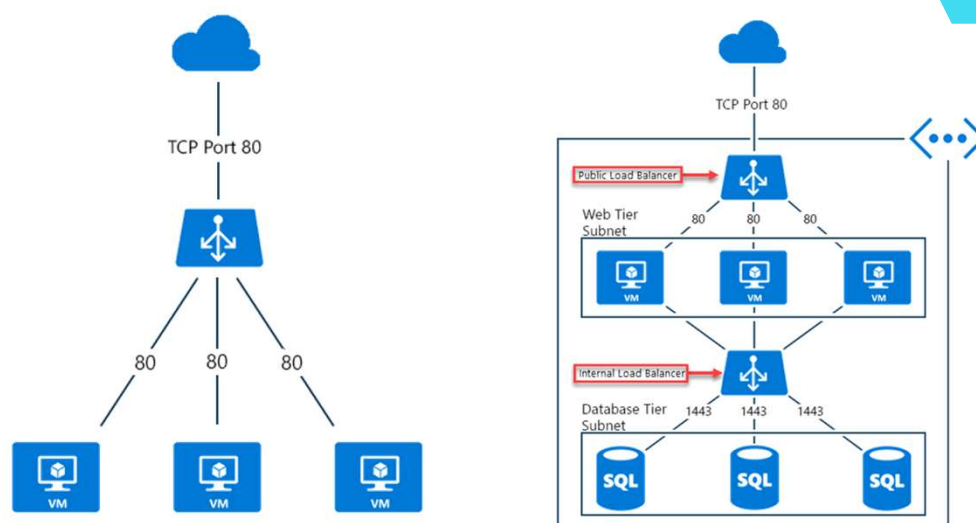 TCP Port 80
80
80
80
VM
VM
VM
TCP Port 80
Public Load Balancer
Web Tier
Subnet
80
80
80
VM
VM
VM
Internal Load Balancer
Database Tier
Subnet
1443
1443
1443
SQL
SQL
SQL